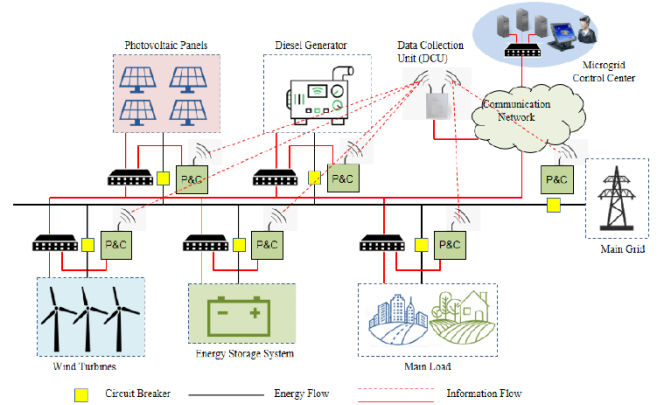 Photovoltaic Panels
Diesel Generator
Data Collection
Unit (DCU)
Microgrid
Control Center
Communication
Network
P&C
P&C
P&C
Main Grid
P&C
P&C
P&C
Wind Turbines
Energy Storage System
Main Load
Circuit Breaker
Energy Flow
Information Flow